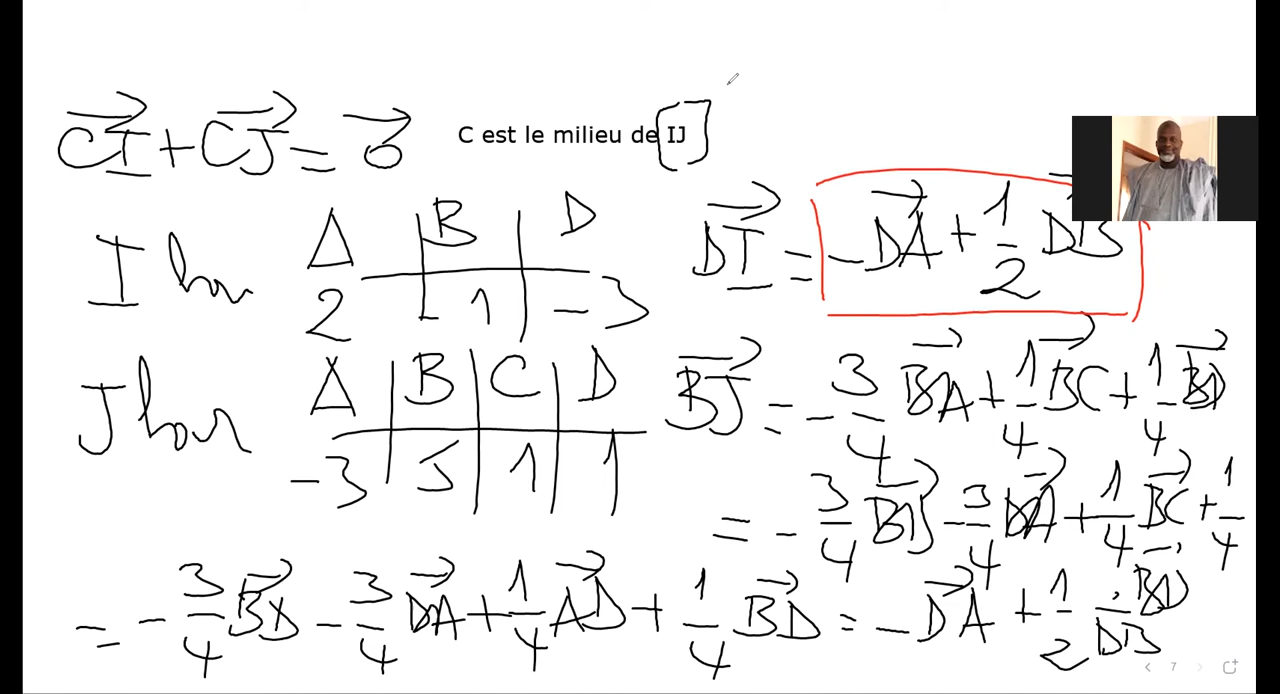 CI + CJ = 0 C est le milieu de [IJ]
I bar A B D
2 1 -3
DI = -DA + 1/2 DB
J bar A B C D
-3 5 1 1
BJ = -3/4 BA + 1/4 BC + 1/4 BD
= -3/4 BD - 3/4 DA + 1/4 BC + 1/4 BD
= -3/4 BD - 3/4 DA + 1/4 AD + 1/4 BD = -DA + 1/2 DB
7